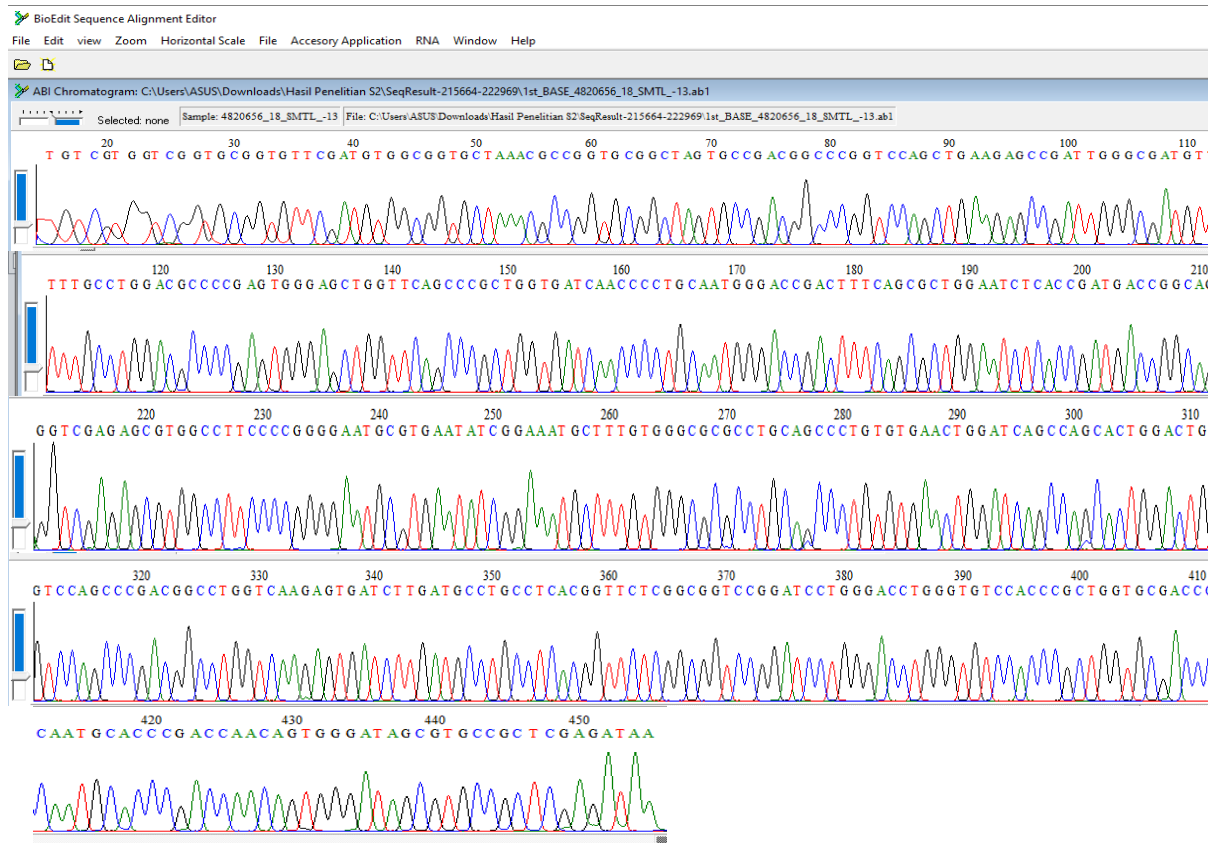 BioEdit Sequence Alignment Editor
File Edit view Zoom Horizontal Scale File Accesory Application RNA Window Help
ABI Chromatogram: C:\Users\ASUS\Downloads\Hasil Penelitian S2\SeqResult-215664-222969\1st_BASE_4820656_18_SMTL_-13.ab1
Selected: none Sample: 4820656_18_SMTL_-13 File: C:\Users\ASUS\Downloads\Hasil Penelitian S2\SeqResult-215664-222969\1st_BASE_4820656_18_SMTL_-13.ab1
20 30 40 50 60 70 80 90 100 110
TGTCGTGGTCGGTGCGGTGTTCGATGTGGCGGTGCTAAACGCCGGTGCGGCTAGTGCCGACGGCCCGGTCCAGCTGAAGAGCCGATTGGGCGATGT
120 130 140 150 160 170 180 190 200 210
TTTGCCTGGACGCCCCGAGTGGGAGCTGGTTCAGCCCGCTGGTGATCAACCCCTGCAATGGGACCGACTTTCAGCGCTGGAATCTCACCGATGACCGGCAG
220 230 240 250 260 270 280 290 300 310
GGTCGAGAGCGTGGCCTTCCCCGGGGAATGCGTGAATATCGGAAATGCTTTGTGGGCGCGCCTGCAGCCCTGTGTGAACTGGATCAGCCAGCACTGGACTG
320 330 340 350 360 370 380 390 400 410
GTCCAGCCCGACGGCCTGGTCAAGAGTGATCTTGATGCCTGCCTCACGGTTCTCGGCGGTCCGGATCCTGGGACCTGGGTGTCCACCCGCTGGTGCGACCC
420 430 440 450
CAATGCACCCGACCAACAGTGGGATAGCGTGCCGCTCGAGATAA